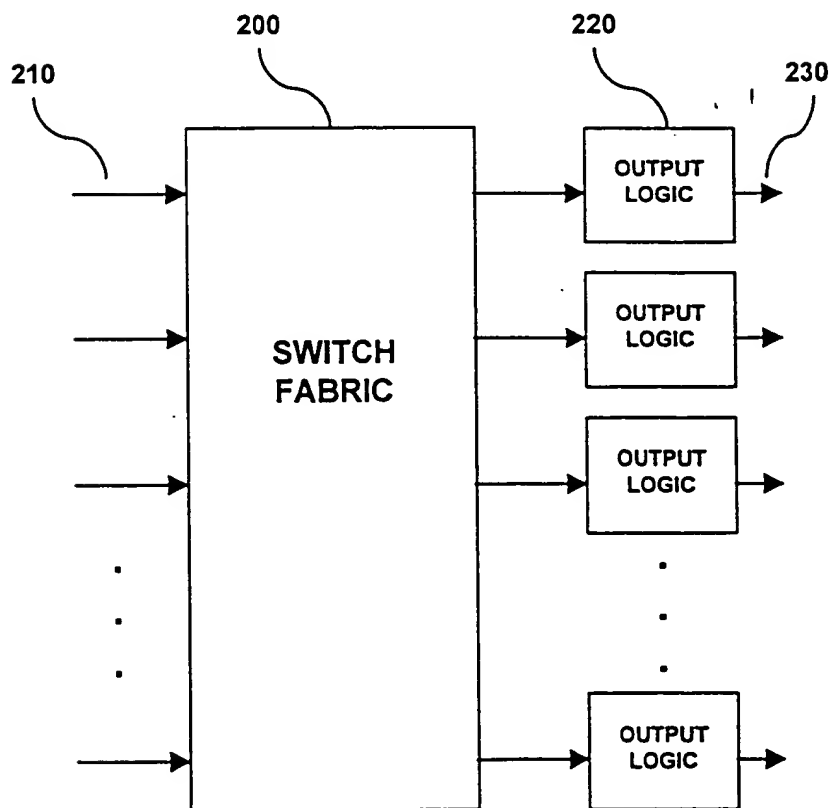 200
220
210
230
OUTPUT
LOGIC
OUTPUT
LOGIC
SWITCH
FABRIC
OUTPUT
LOGIC
OUTPUT
LOGIC